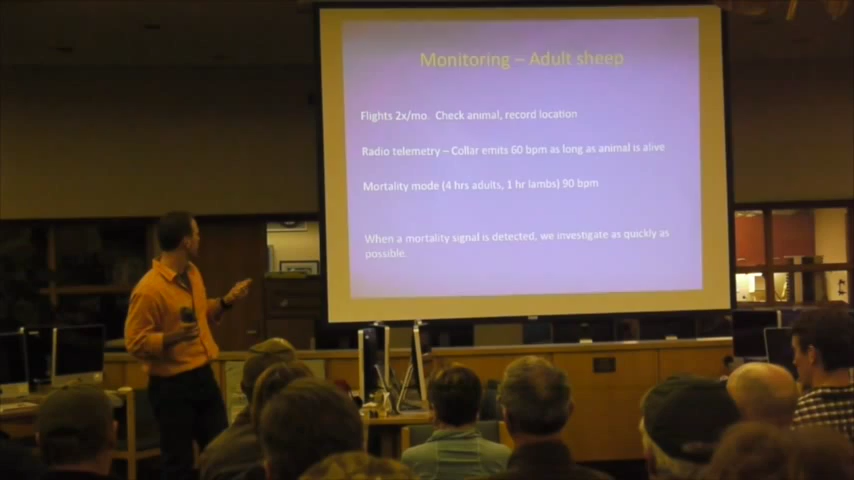 Monitoring – Adult sheep
Flights 2x/mo.  Check animal, record location
Radio telemetry – Collar emits 60 bpm as long as animal is alive
Mortality mode (4 hrs adults, 1 hr lambs) 90 bpm
When a mortality signal is detected, we investigate as quickly as
possible.